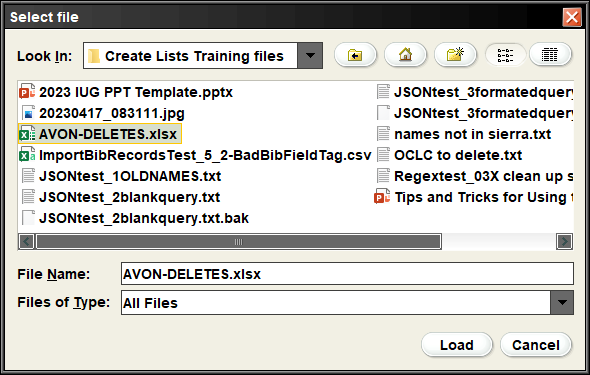 Select file
Look In:
Create Lists Training files
2023 IUG PPT Template.pptx
20230417_083111.jpg
AVON-DELETES.xlsx
ImportBibRecordsTest_5_2-BadBibFieldTag.csv
JSONtest_1OLDNAMES.txt
JSONtest_2blankquery.txt
JSONtest_2blankquery.txt.bak
JSONtest_3formatedquery
JSONtest_3formatedquery
names not in sierra.txt
OCLC to delete.txt
Regextest_03X clean up s
Tips and Tricks for Using
File Name:
AVON-DELETES.xlsx
Files of Type:
All Files
Load
Cancel